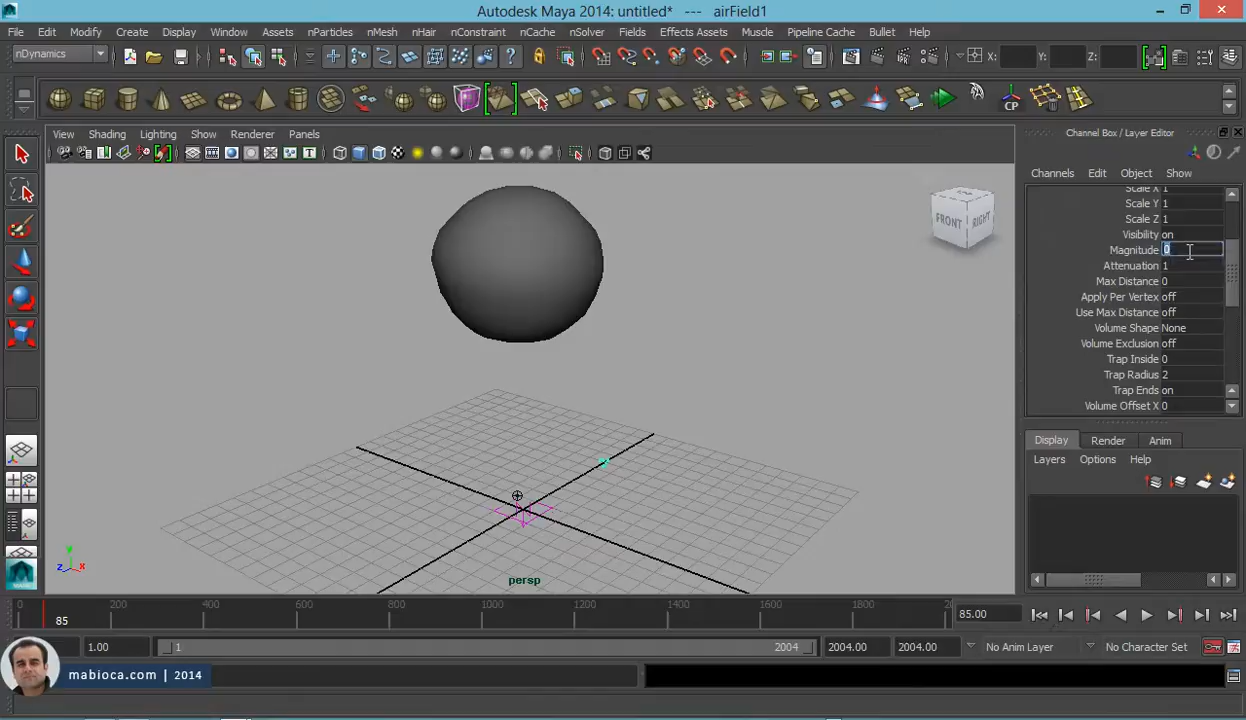 Autodesk Maya 2014: untitled* --- airField1
File Edit Modify Create Display Window Assets nParticles nMesh nHair nConstraint nCache nSolver Fields Effects Assets Muscle Pipeline Cache Bullet Help
nDynamics
X: Y: Z:
CP
View Shading Lighting Show Renderer Panels
Channel Box / Layer Editor
Channels Edit Object Show
Scale X 1
Scale Y 1
Scale Z 1
Visibility on
Magnitude 0
Attenuation 1
Max Distance 0
Apply Per Vertex off
Use Max Distance off
Volume Shape None
Volume Exclusion off
Trap Inside 0
Trap Radius 2
Trap Ends on
Volume Offset X 0
FRONT RIGHT
Display Render Anim
Layers Options Help
y
z x
persp
0 200 400 600 800 1000 1200 1400 1600 1800
85
85.00
1.00 1 2004 2004.00 2004.00 No Anim Layer No Character Set
mabioca.com | 2014